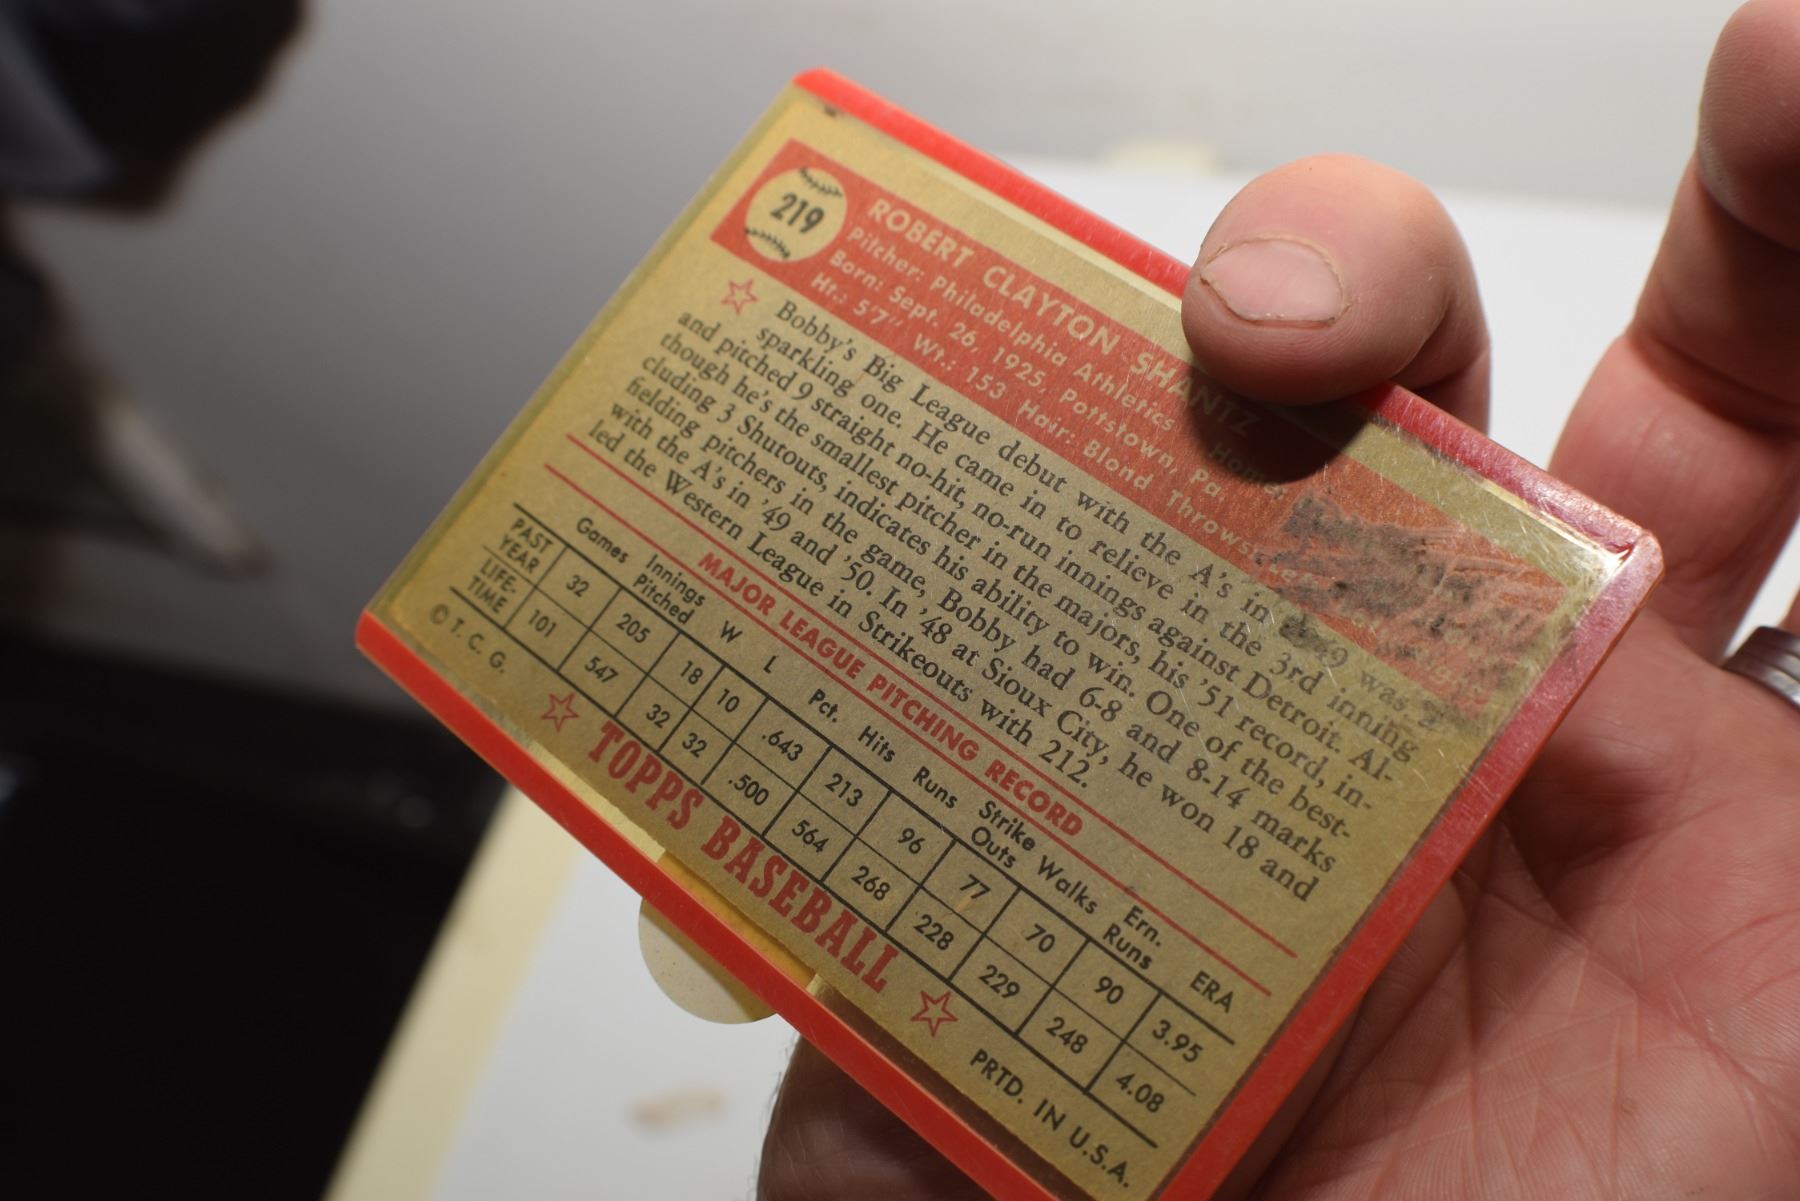 219
ROBERT CLAYTON SHANTZ
Pitcher: Philadelphia Athletics Home,
Born: Sept. 26, 1925, Pottstown, Pa.
Ht.: 5'7" Wt.: 153 Hair: Blond Throws:
Bobby's Big League debut with the A's in was a
sparkling one. He came in to relieve in the 3rd inning
and pitched 9 straight no-hit, no-run innings against Detroit. Al-
though he's the smallest pitcher in the majors, his '51 record, in-
cluding 3 Shutouts, indicates his ability to win. One of the best-
fielding pitchers in the game, Bobby had 6-8 and 8-14 marks
with the A's in '49 and '50. In '48 at Sioux City, he won 18 and
led the Western League in Strikeouts with 212.
MAJOR LEAGUE PITCHING RECORD
Games Innings Pitched W L Pct. Hits Runs Strike Outs Walks Ern. Runs ERA
PAST YEAR 32 205 18 10 .643 213 96 77 70 90 3.95
LIFE-TIME 101 547 32 32 .500 564 268 228 229 248 4.08
© T. C. G. TOPPS BASEBALL PRTD. IN U.S.A.